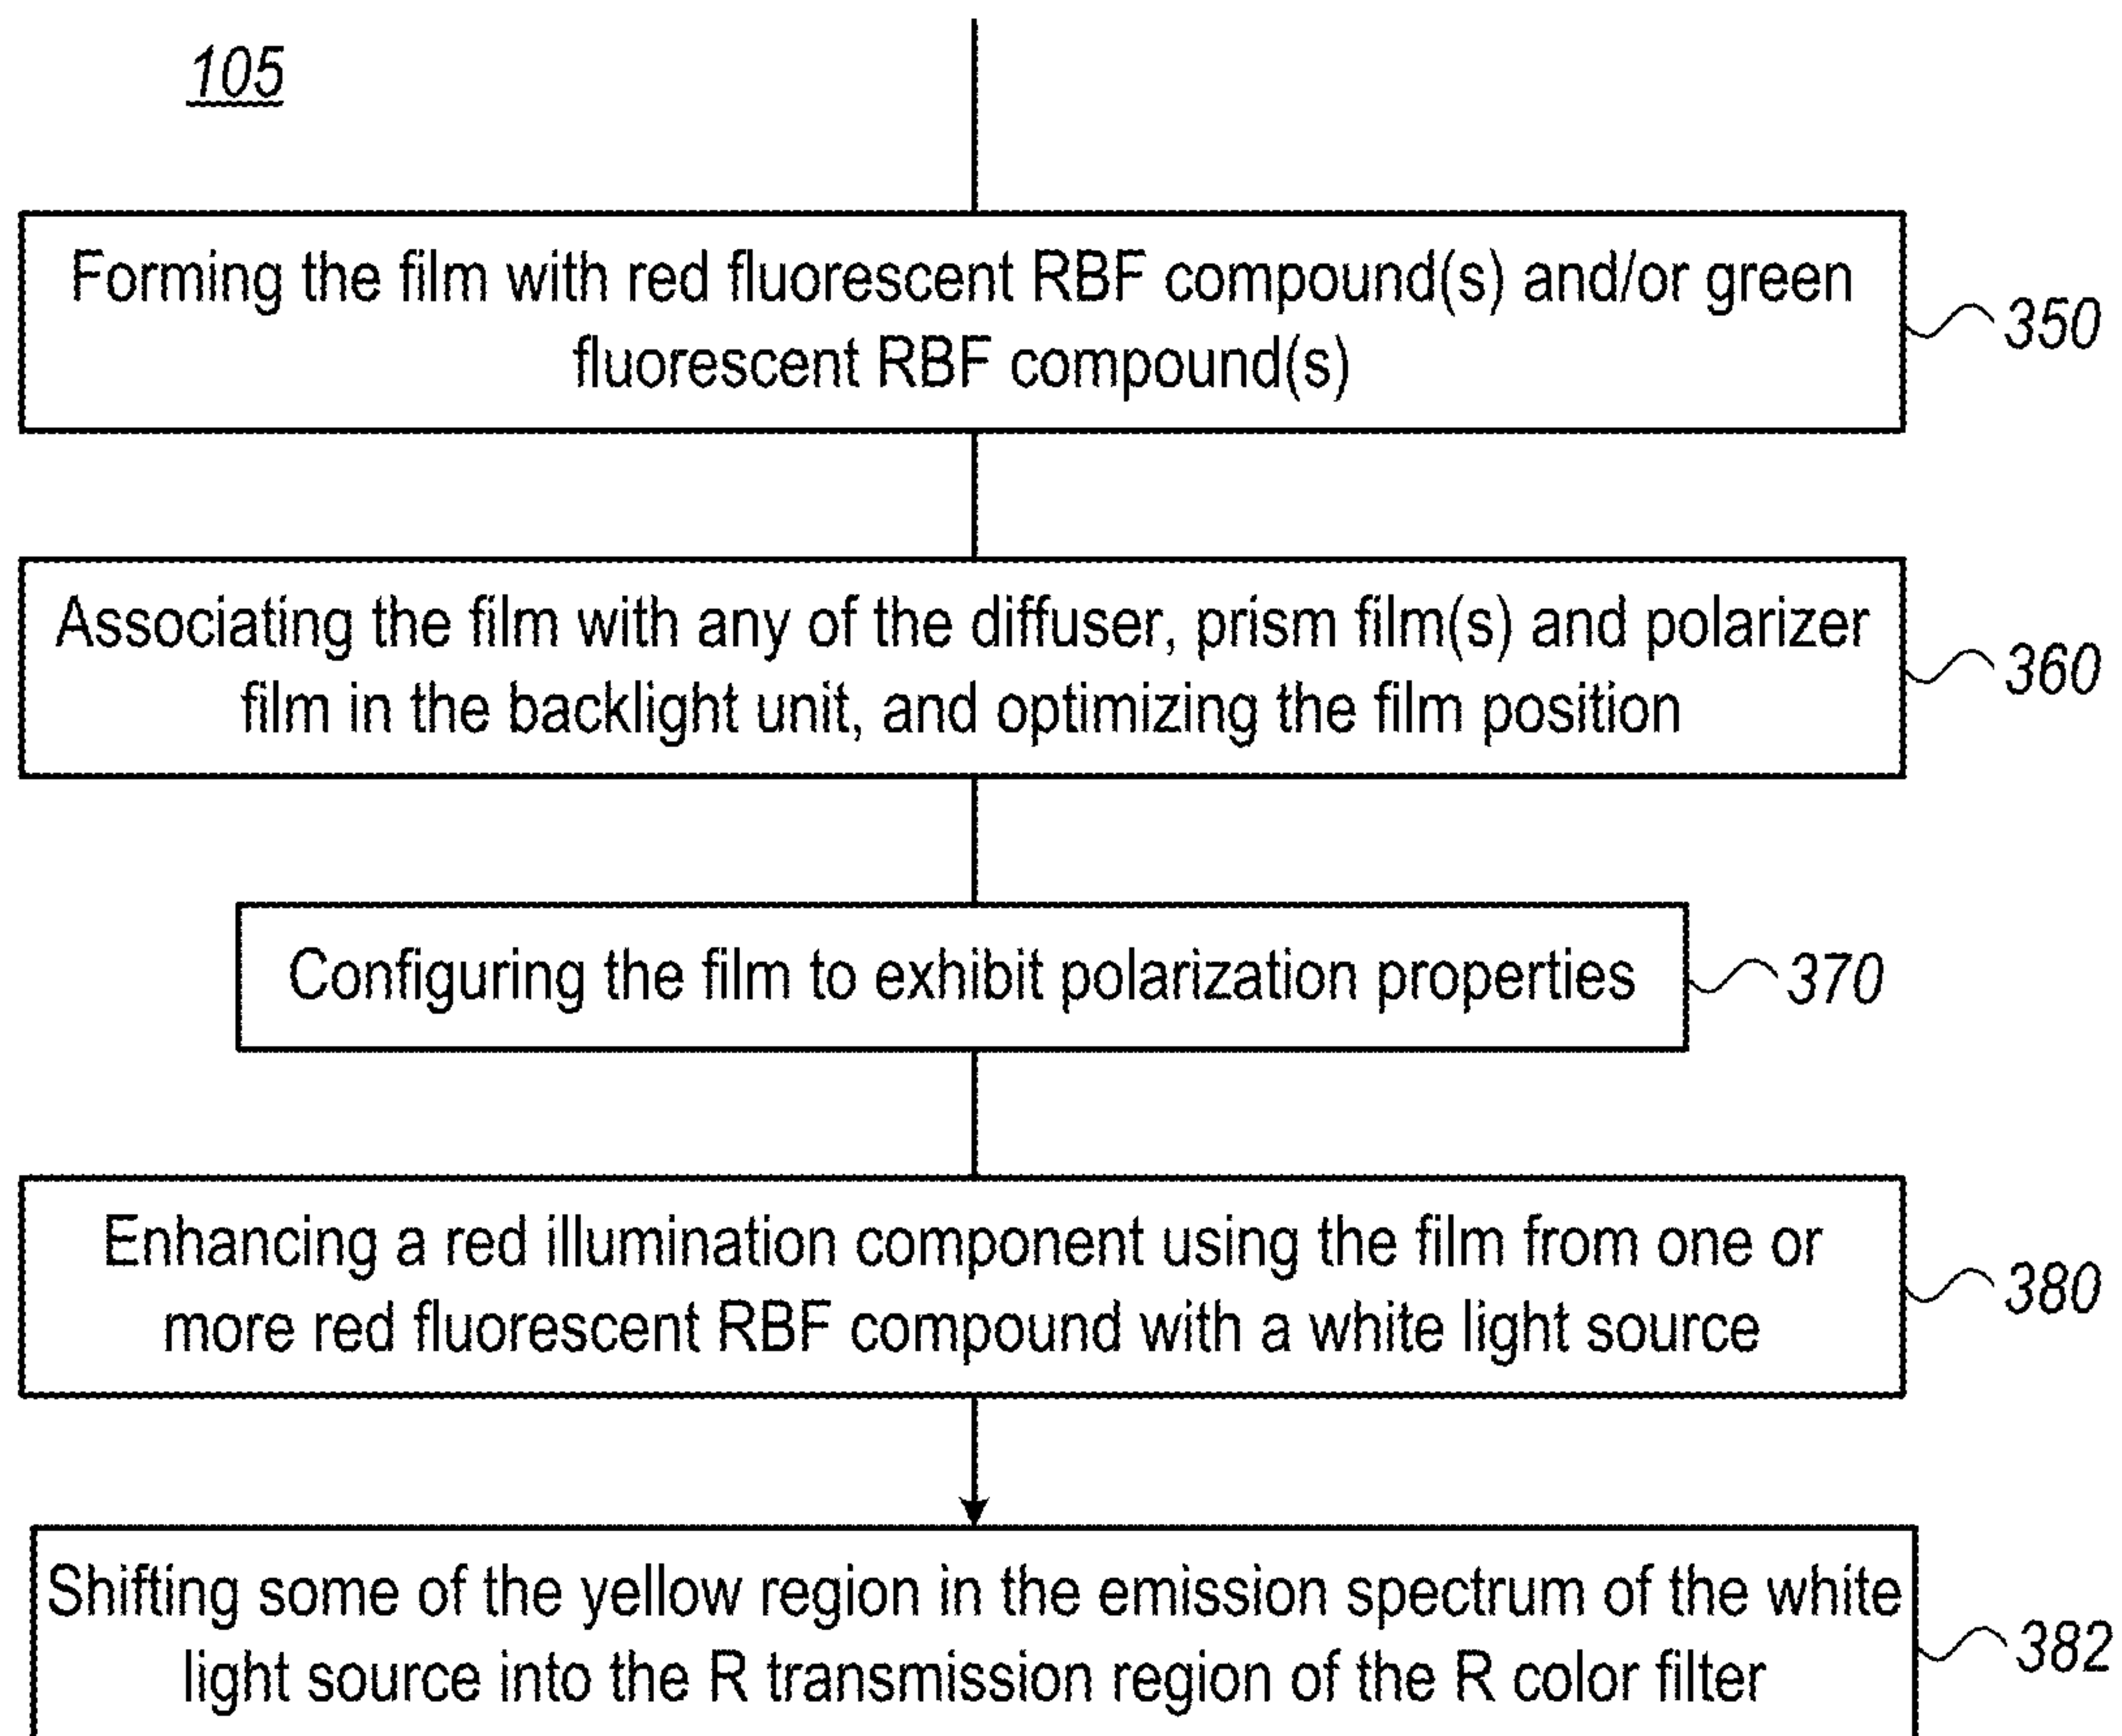 105
Forming the film with red fluorescent RBF compound(s) and/or green
fluorescent RBF compound(s)
350
Associating the film with any of the diffuser, prism film(s) and polarizer
film in the backlight unit, and optimizing the film position
360
Configuring the film to exhibit polarization properties
370
Enhancing a red illumination component using the film from one or
more red fluorescent RBF compound with a white light source
380
Shifting some of the yellow region in the emission spectrum of the white
light source into the R transmission region of the R color filter
382